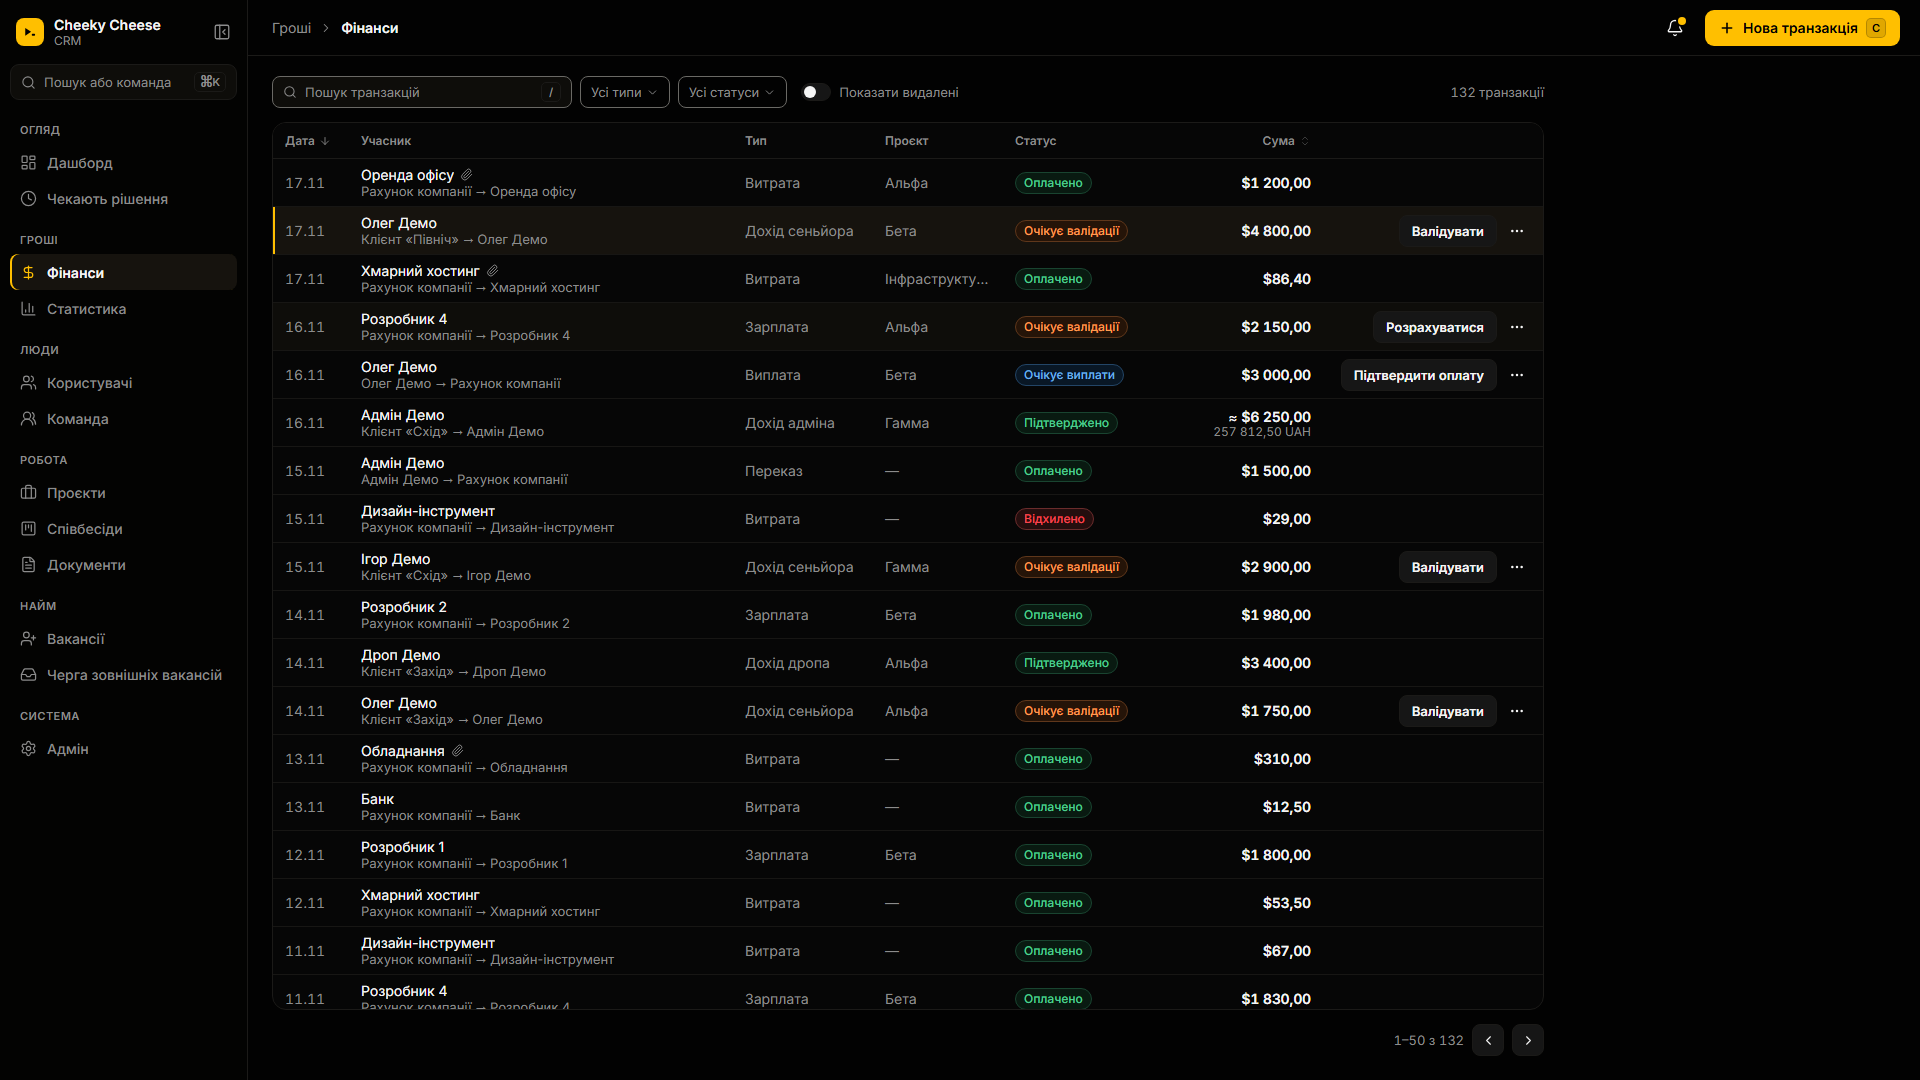 Cheeky Cheese
CRM
Пошук або команда ⌘K
ОГЛЯД
Дашборд
Чекають рішення
ГРОШІ
Фінанси
Статистика
ЛЮДИ
Користувачі
Команда
РОБОТА
Проєкти
Співбесіди
Документи
НАЙМ
Вакансії
Черга зовнішніх вакансій
СИСТЕМА
Адмін
Гроші > Фінанси
+ Нова транзакція C
Пошук транзакцій /
Усі типи
Усі статуси
Показати видалені
132 транзакції
Дата ↓ Учасник Тип Проєкт Статус Сума
17.11 Оренда офісу Витрата Альфа Оплачено $1 200,00
Рахунок компанії → Оренда офісу
17.11 Олег Демо Дохід сеньйора Бета Очікує валідації $4 800,00 Валідувати ···
Клієнт «Північ» → Олег Демо
17.11 Хмарний хостинг Витрата Інфраструкту... Оплачено $86,40
Рахунок компанії → Хмарний хостинг
16.11 Розробник 4 Зарплата Альфа Очікує валідації $2 150,00 Розрахуватися ···
Рахунок компанії → Розробник 4
16.11 Олег Демо Виплата Бета Очікує виплати $3 000,00 Підтвердити оплату ···
Олег Демо → Рахунок компанії
16.11 Адмін Демо Дохід адміна Гамма Підтверджено ≈ $6 250,00
Клієнт «Схід» → Адмін Демо 257 812,50 UAH
15.11 Адмін Демо Переказ — Оплачено $1 500,00
Адмін Демо → Рахунок компанії
15.11 Дизайн-інструмент Витрата — Відхилено $29,00
Рахунок компанії → Дизайн-інструмент
15.11 Ігор Демо Дохід сеньйора Гамма Очікує валідації $2 900,00 Валідувати ···
Клієнт «Схід» → Ігор Демо
14.11 Розробник 2 Зарплата Бета Оплачено $1 980,00
Рахунок компанії → Розробник 2
14.11 Дроп Демо Дохід дропа Альфа Підтверджено $3 400,00
Клієнт «Захід» → Дроп Демо
14.11 Олег Демо Дохід сеньйора Альфа Очікує валідації $1 750,00 Валідувати ···
Клієнт «Захід» → Олег Демо
13.11 Обладнання Витрата — Оплачено $310,00
Рахунок компанії → Обладнання
13.11 Банк Витрата — Оплачено $12,50
Рахунок компанії → Банк
12.11 Розробник 1 Зарплата Бета Оплачено $1 800,00
Рахунок компанії → Розробник 1
12.11 Хмарний хостинг Витрата — Оплачено $53,50
Рахунок компанії → Хмарний хостинг
11.11 Дизайн-інструмент Витрата — Оплачено $67,00
Рахунок компанії → Дизайн-інструмент
11.11 Розробник 4 Зарплата Бета Оплачено $1 830,00
Рахунок компанії → Розробник 4
1–50 з 132 < >